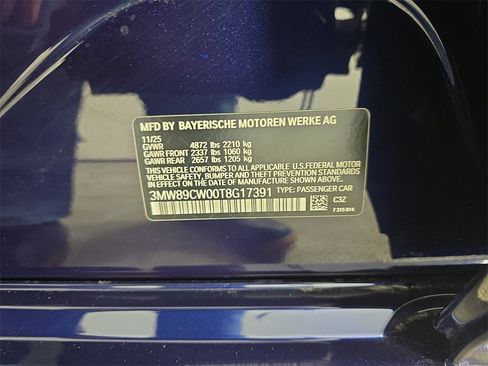 MFD BY BAYERISCHE MOTOREN WERKE AG
11/25
GVWR 4872 lbs 2210 kg
GAWR FRONT 2337 lbs 1060 kg
GAWR REAR 2657 lbs 1205 kg
THIS VEHICLE CONFORMS TO ALL APPLICABLE U.S.FEDERAL MOTOR
VEHICLE SAFETY, BUMPER AND THEFT PREVENTION STANDARDS
IN EFFECT ON THE DATE OF MANUFACTURE SHOWN ABOVE.
3MW89CW00T8G17391 TYPE: PASSENGER CAR
C3Z
7315814